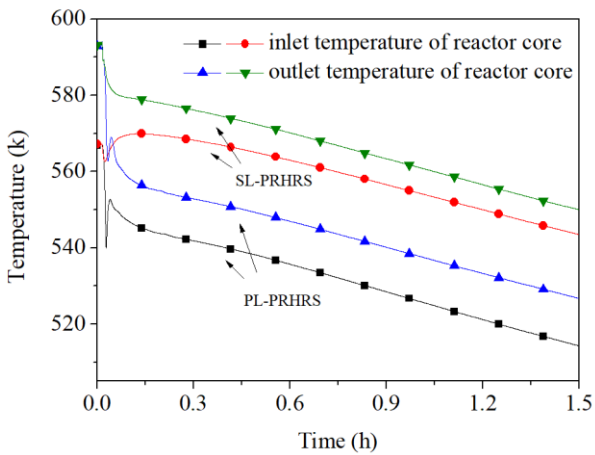 600
inlet temperature of reactor core
outlet temperature of reactor core
580
560
540
520
Temperature (k)
SL-PRHRS
PL-PRHRS
0.0
0.3
0.6
0.9
1.2
1.5
Time (h)